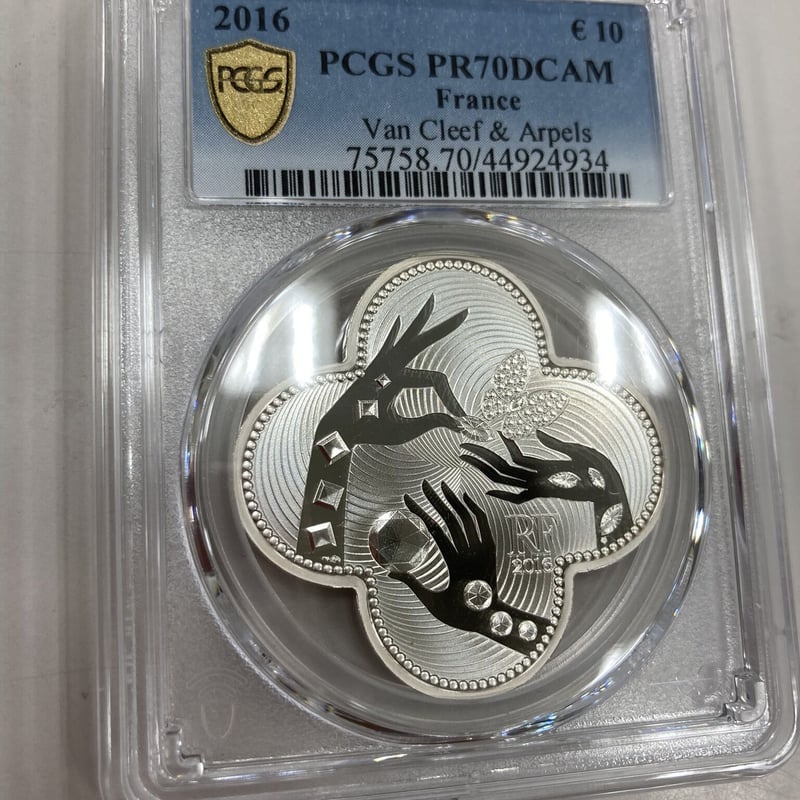 2016 € 10
PCGS PCGS PR70DCAM
France
Van Cleef & Arpels
75758.70/44924934
RF
2016